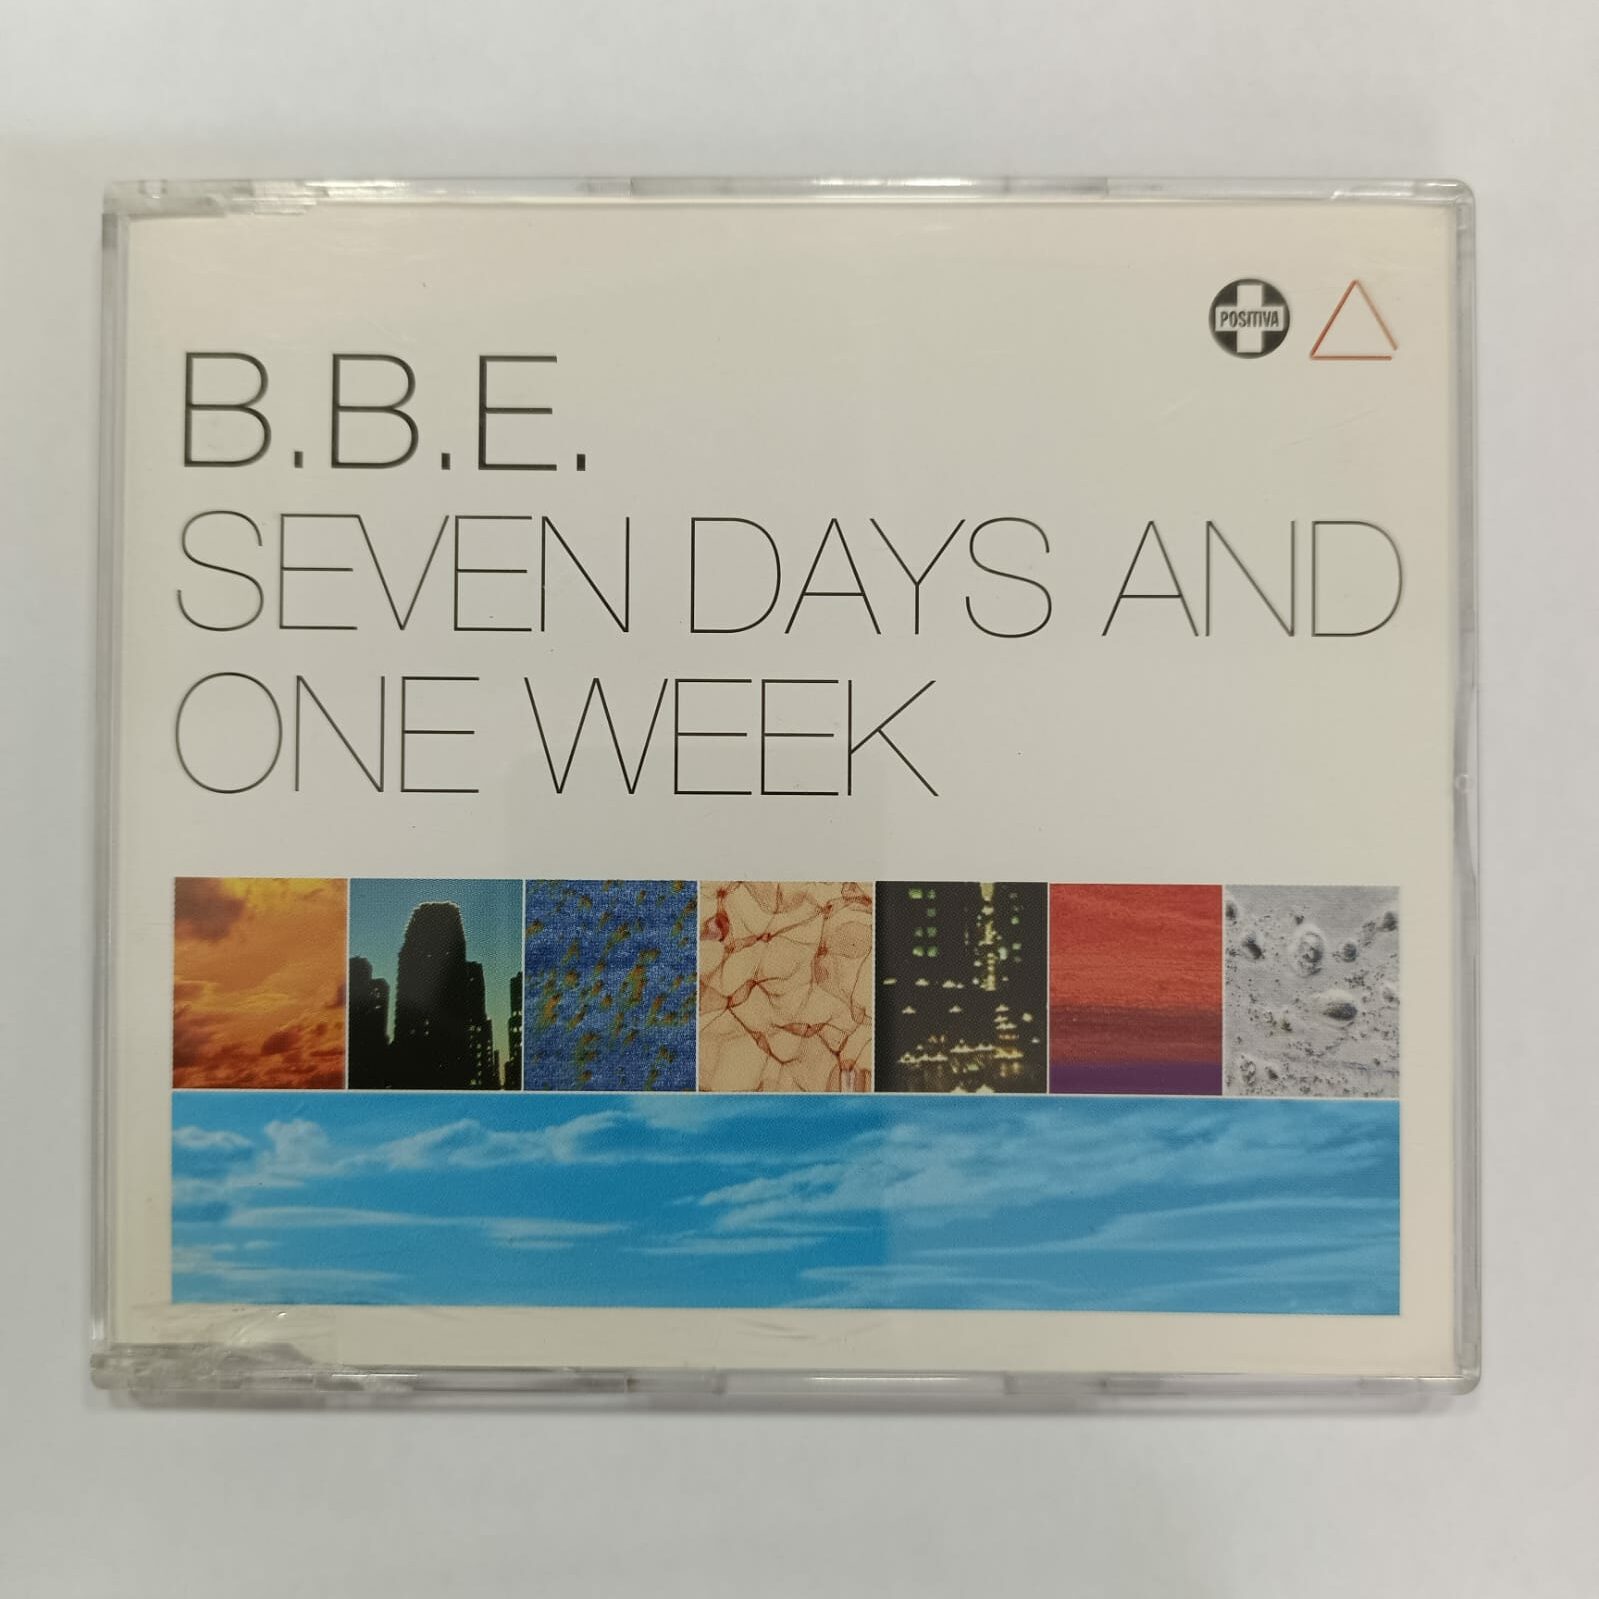 POSITIVA
B.B.E.
SEVEN DAYS AND
ONE WEEK